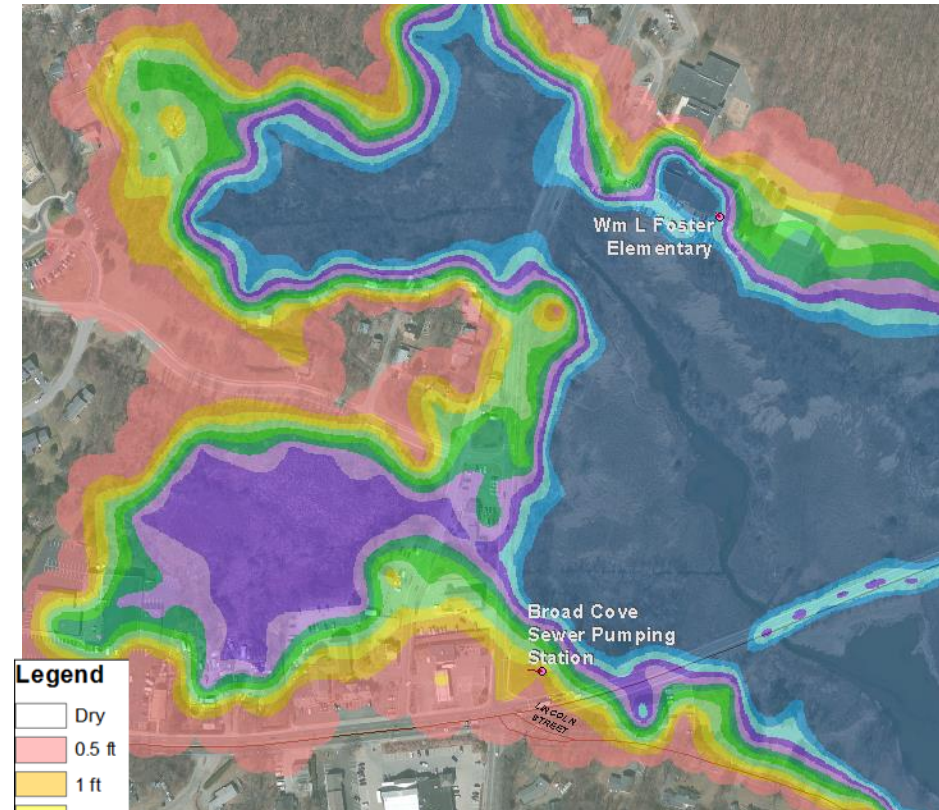 Wm L Foster
Elementary
Broad Cove
Sewer Pumping
Station
LINCOLN
STREET
Legend
Dry
0.5 ft
1 ft